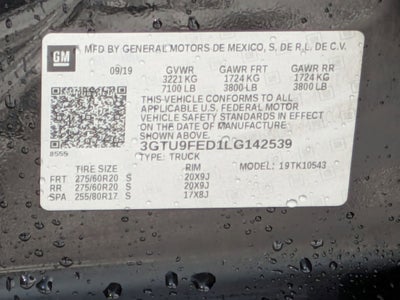 GM
MFD BY GENERAL MOTORS DE MEXICO, S. DE R.L. DE C.V.
09/19 GVWR GAWR FRT GAWR RR
3221 KG 1724 KG 1724 KG
7100 LB 3800 LB 3800 LB
THIS VEHICLE CONFORMS TO ALL
APPLICABLE U.S. FEDERAL MOTOR
VEHICLE SAFETY STANDARDS IN EFFECT
ON THE DATE OF MANUFACTURE
SHOWN ABOVE.
3GTU9FED1LG142539
8555 TYPE: TRUCK MODEL: 19TK10543
TIRE SIZE RIM
FRT 275/60R20 S 20X9J
RR 275/60R20 S 20X9J
SPA 255/80R17 S 17X8J